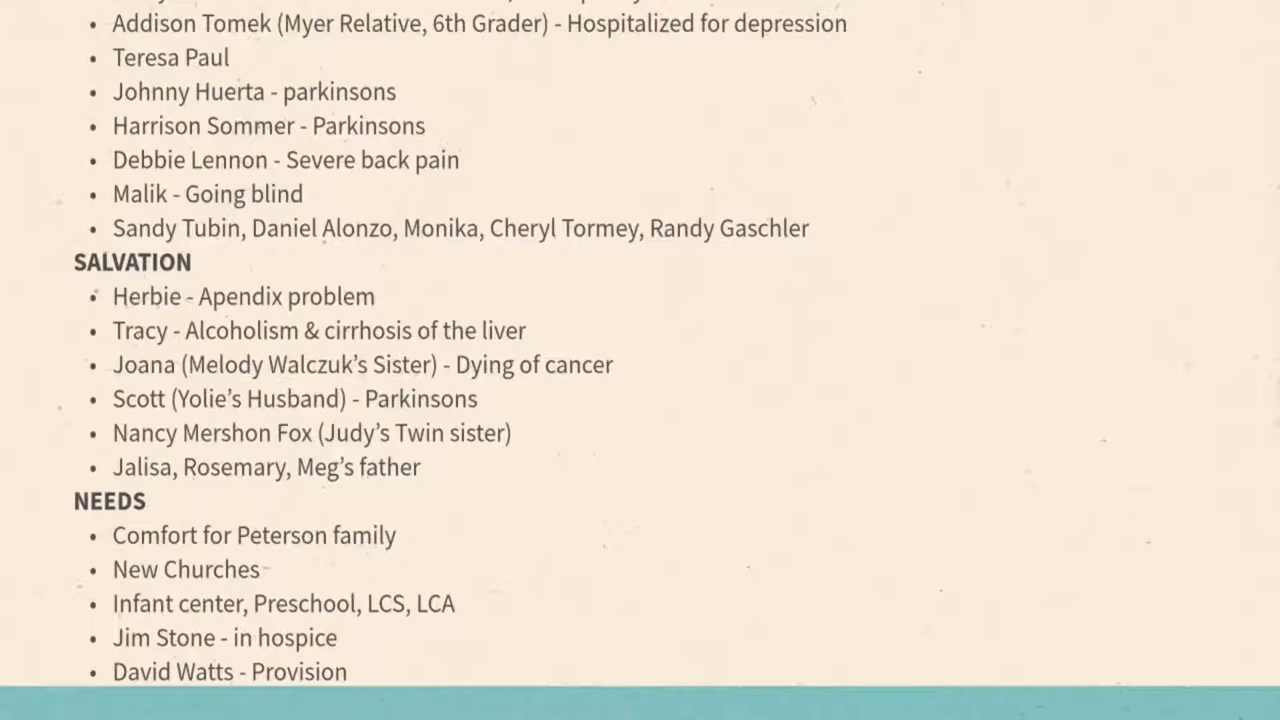 • Addison Tomek (Myer Relative, 6th Grader) - Hospitalized for depression
• Teresa Paul
• Johnny Huerta - parkinsons
• Harrison Sommer - Parkinsons
• Debbie Lennon - Severe back pain
• Malik - Going blind
• Sandy Tubin, Daniel Alonzo, Monika, Cheryl Tormey, Randy Gaschler
SALVATION
• Herbie - Apendix problem
• Tracy - Alcoholism & cirrhosis of the liver
• Joana (Melody Walczuk’s Sister) - Dying of cancer
• Scott (Yolie’s Husband) - Parkinsons
• Nancy Mershon Fox (Judy’s Twin sister)
• Jalisa, Rosemary, Meg’s father
NEEDS
• Comfort for Peterson family
• New Churches
• Infant center, Preschool, LCS, LCA
• Jim Stone - in hospice
• David Watts - Provision